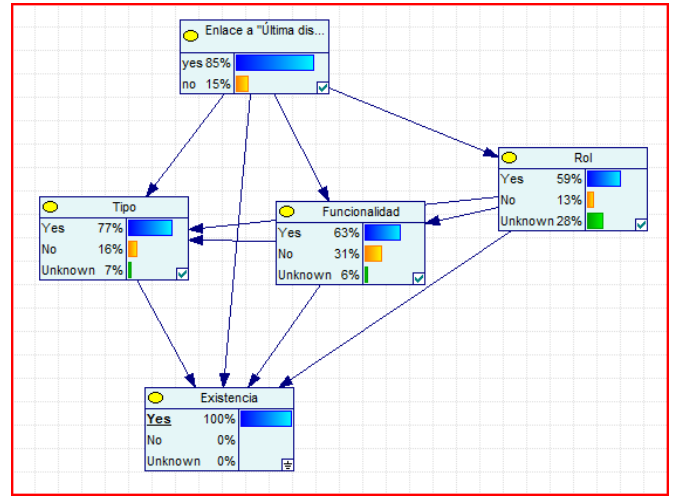 Enlace a "Última dis...
yes 85%
no 15%
Rol
Yes 59%
No 13%
Unknown 28%
Tipo
Yes 77%
No 16%
Unknown 7%
Funcionalidad
Yes 63%
No 31%
Unknown 6%
Existencia
Yes 100%
No 0%
Unknown 0%